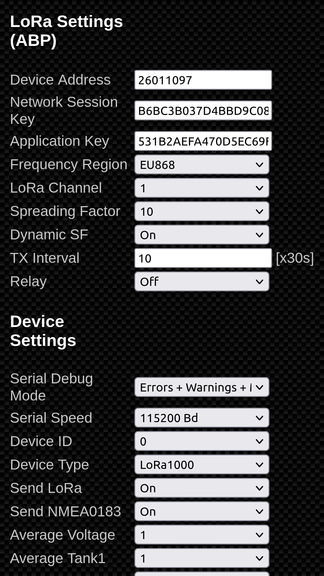 LoRa Settings
(ABP)
Device Address 26011097
Network Session
Key B6BC3B037D4BBD9C08
Application Key 531B2AEFA470D5EC69
Frequency Region EU868
LoRa Channel 1
Spreading Factor 10
Dynamic SF On
TX Interval 10 [x30s]
Relay Off
Device
Settings
Serial Debug
Mode Errors + Warnings +
Serial Speed 115200 Bd
Device ID 0
Device Type LoRa1000
Send LoRa On
Send NMEA0183 On
Average Voltage 1
Average Tank1 1